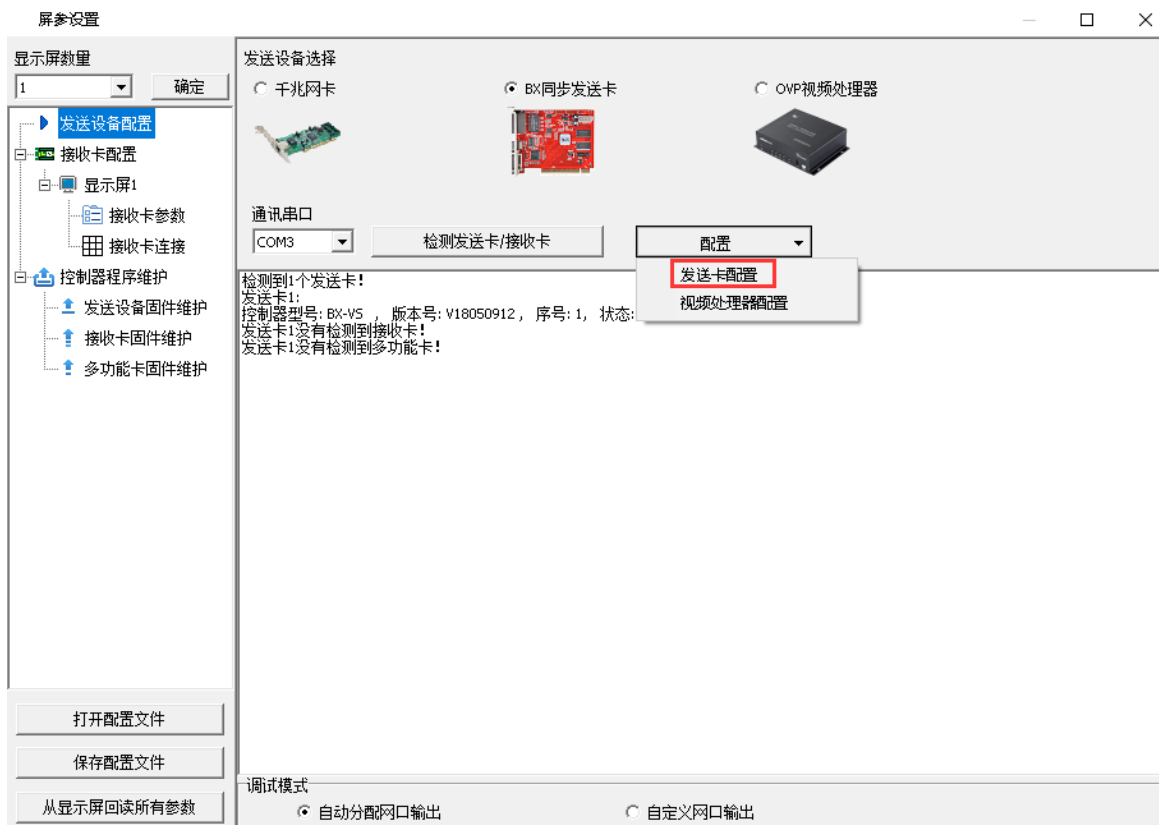 屏参设置
显示屏数量
1
确定
发送设备配置
接收卡配置
显示屏1
接收卡参数
接收卡连接
控制器程序维护
发送设备固件维护
接收卡固件维护
多功能卡固件维护
打开配置文件
保存配置文件
从显示屏回读所有参数
发送设备选择
千兆网卡
BX同步发送卡
OVP视频处理器
通讯串口
COM3
检测发送卡/接收卡
配置
发送卡配置
视频处理器配置
检测到1个发送卡!
发送卡1:
控制器型号:BX-VS , 版本号:V18050912, 序号:1, 状态:
发送卡1没有检测到接收卡!
发送卡1没有检测到多功能卡!
调试模式
自动分配网口输出
自定义网口输出